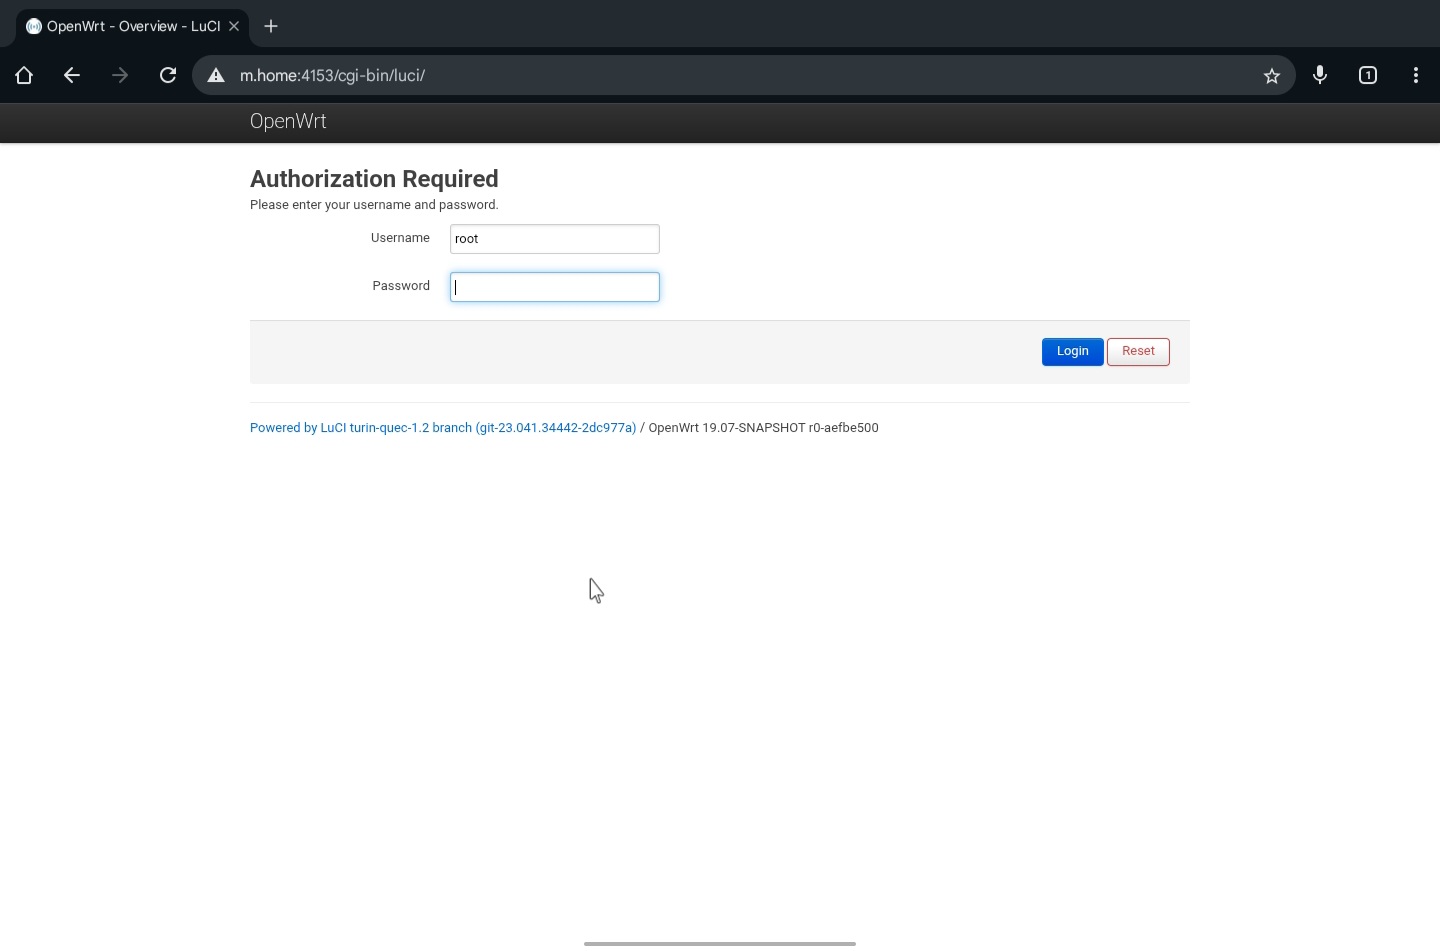 OpenWrt - Overview - LuCI
m.home:4153/cgi-bin/luci/
1
OpenWrt
Authorization Required
Please enter your username and password.
Username
root
Password
Login
Reset
Powered by LuCI turin-quec-1.2 branch (git-23.041.34442-2dc977a) / OpenWrt 19.07-SNAPSHOT r0-aefbe500